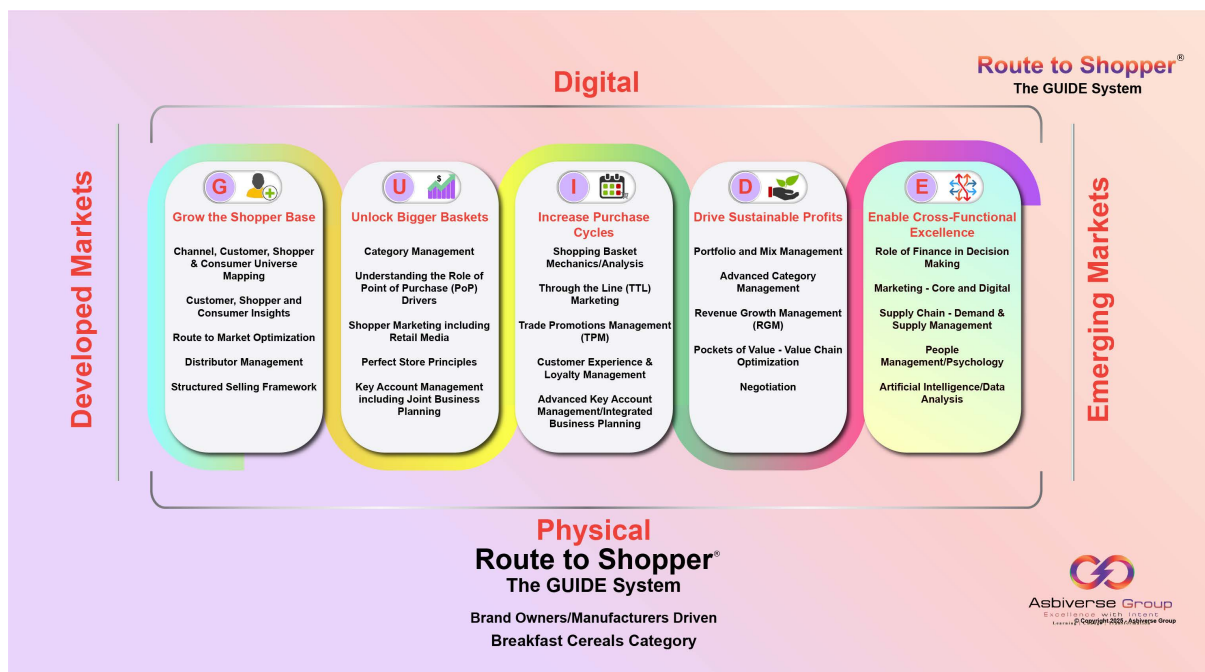 Route to Shopper®
The GUIDE System
Digital
Developed Markets
Emerging Markets
G
Grow the Shopper Base
Channel, Customer, Shopper
& Consumer Universe
Mapping
Customer, Shopper and
Consumer Insights
Route to Market Optimization
Distributor Management
Structured Selling Framework
U
$
Unlock Bigger Baskets
Category Management
Understanding the Role of
Point of Purchase (PoP)
Drivers
Shopper Marketing including
Retail Media
Perfect Store Principles
Key Account Management
including Joint Business
Planning
I
Increase Purchase
Cycles
Shopping Basket
Mechanics/Analysis
Through the Line (TTL)
Marketing
Trade Promotions Management
(TPM)
Customer Experience &
Loyalty Management
Advanced Key Account
Management/Integrated
Business Planning
D
Drive Sustainable Profits
Portfolio and Mix Management
Advanced Category
Management
Revenue Growth Management
(RGM)
Pockets of Value - Value Chain
Optimization
Negotiation
E
Enable Cross-Functional
Excellence
Role of Finance in Decision
Making
Marketing - Core and Digital
Supply Chain - Demand &
Supply Management
People
Management/Psychology
Artificial Intelligence/Data
Analysis
Physical
Route to Shopper®
The GUIDE System
Brand Owners/Manufacturers Driven
Breakfast Cereals Category
Asbiverse Group
Excellence with Intent
© Copyright 2025 - Asbiverse Group